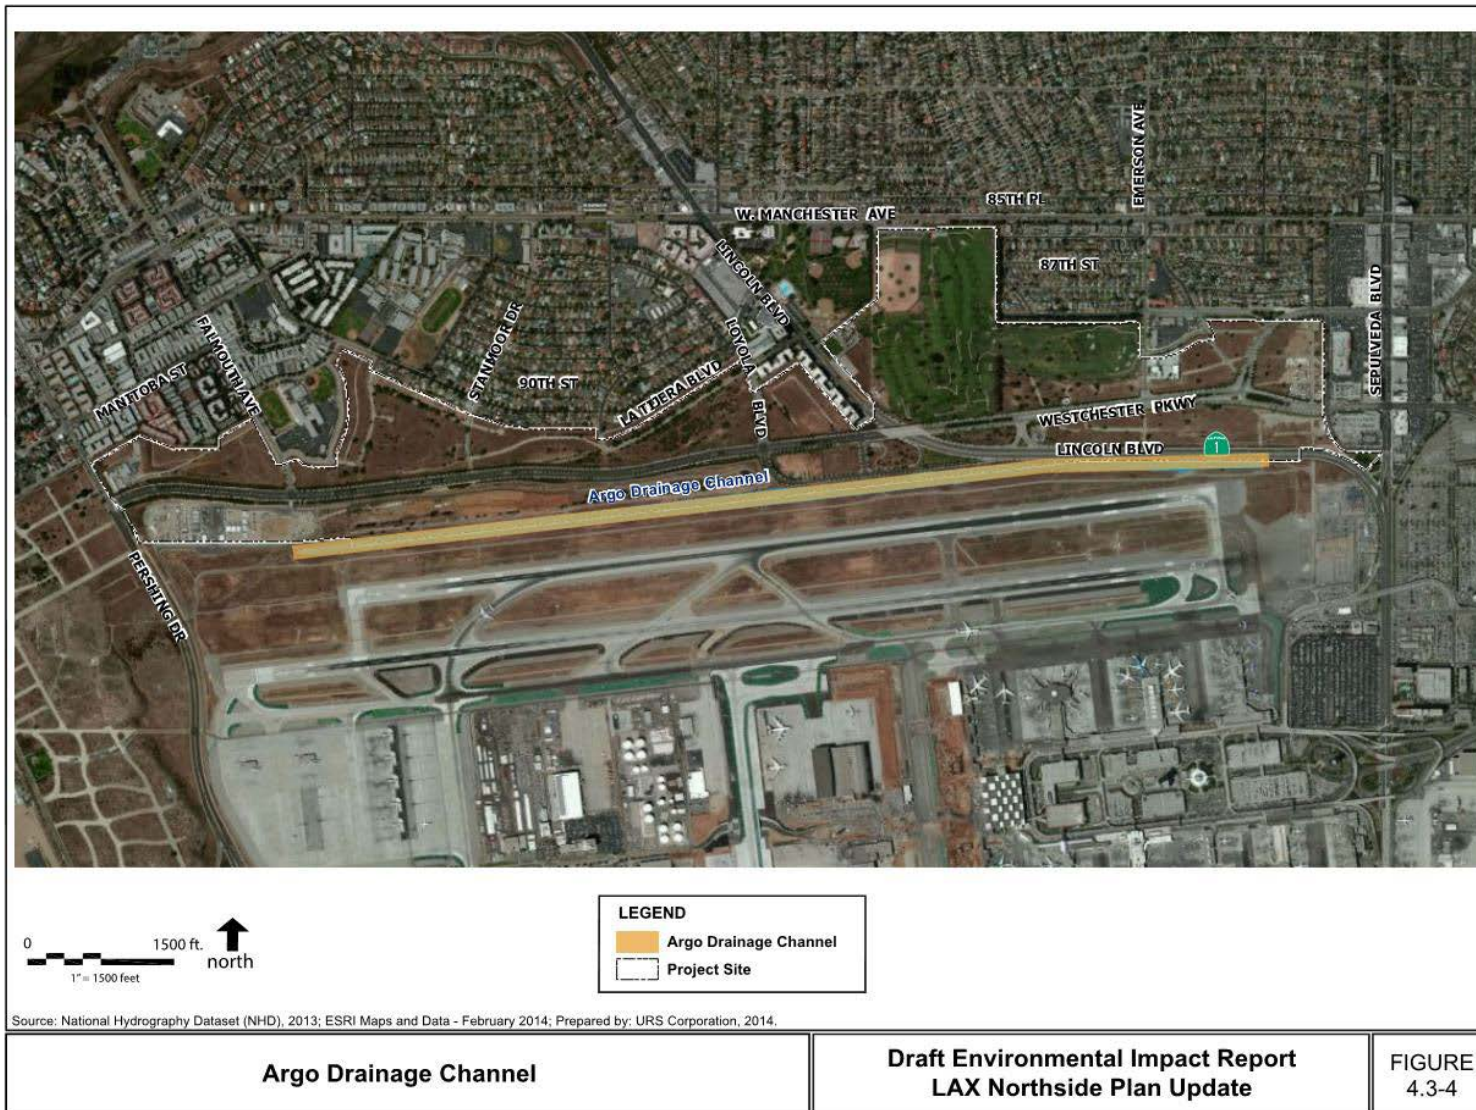 EMERSON AVE
85TH PL
W. MANCHESTER AVE
LINCOLN BLVD
87TH ST
SEPULVEDA BLVD
FALMOUTH AVE
STANMOOR DR
LOYOLA BLVD
MANITOBA ST
90TH ST
LA TIJERA BLVD
WESTCHESTER PKWY
LINCOLN BLVD
1
Argo Drainage Channel
PERSHING DR
LEGEND
Argo Drainage Channel
Project Site
0 1500 ft.
north
1" = 1500 feet
Source: National Hydrography Dataset (NHD), 2013; ESRI Maps and Data - February 2014; Prepared by: URS Corporation, 2014.
Argo Drainage Channel
Draft Environmental Impact Report
LAX Northside Plan Update
FIGURE
4.3-4